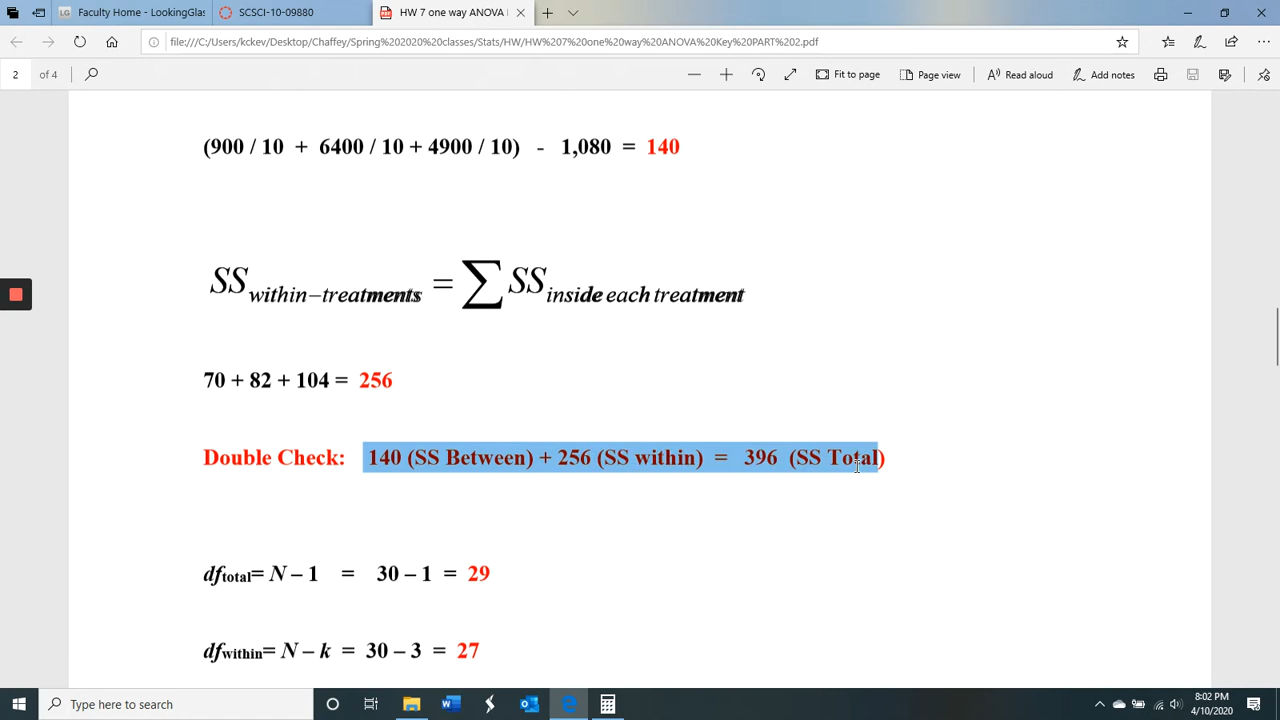 Faculty Home - LookingGlas
SCSCI-10-09880
HW 7 one way ANOVA
file:///C:/Users/kckev/Desktop/Chaffey/Spring%202020%20classes/Stats/HW/HW%207%20one%20way%20ANOVA%20Key%20PART%202.pdf
2 of 4
Fit to page
Page view
Read aloud
Add notes
(900 / 10 + 6400 / 10 + 4900 / 10) - 1,080 = 140
SS within–treatments = ∑ SS inside each treatment
70 + 82 + 104 = 256
Double Check: 140 (SS Between) + 256 (SS within) = 396 (SS Total)
dftotal= N – 1 = 30 – 1 = 29
dfwithin= N – k = 30 – 3 = 27
Type here to search
8:02 PM
4/10/2020